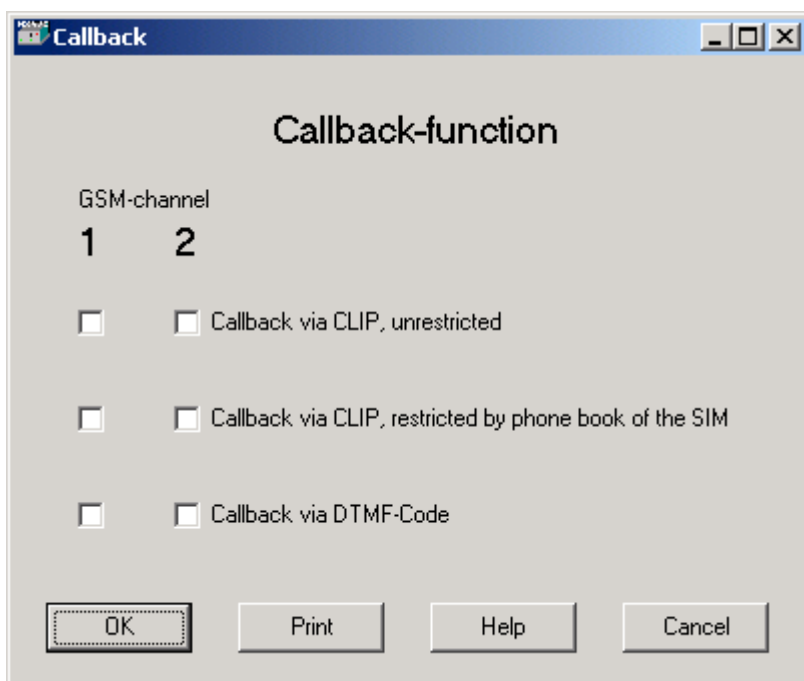 Callback
Callback-function
GSM-channel
1 2
Callback via CLIP, unrestricted
Callback via CLIP, restricted by phone book of the SIM
Callback via DTMF-Code
OK Print Help Cancel